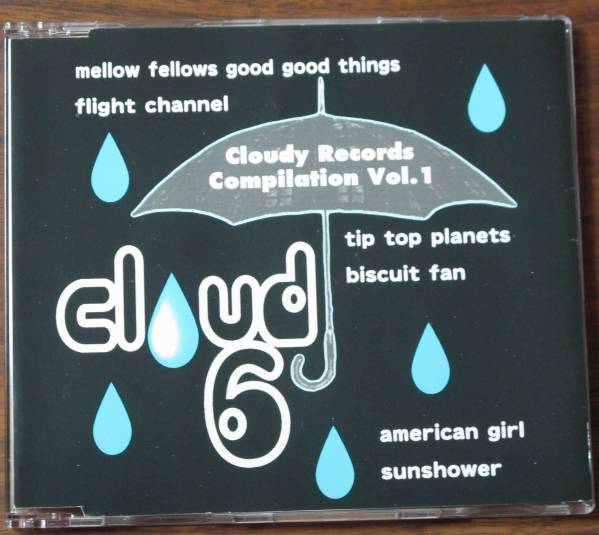 mellow fellows good good things
flight channel
Cloudy Records
Compilation Vol.1
tip top planets
biscuit fan
cloud
6
american girl
sunshower